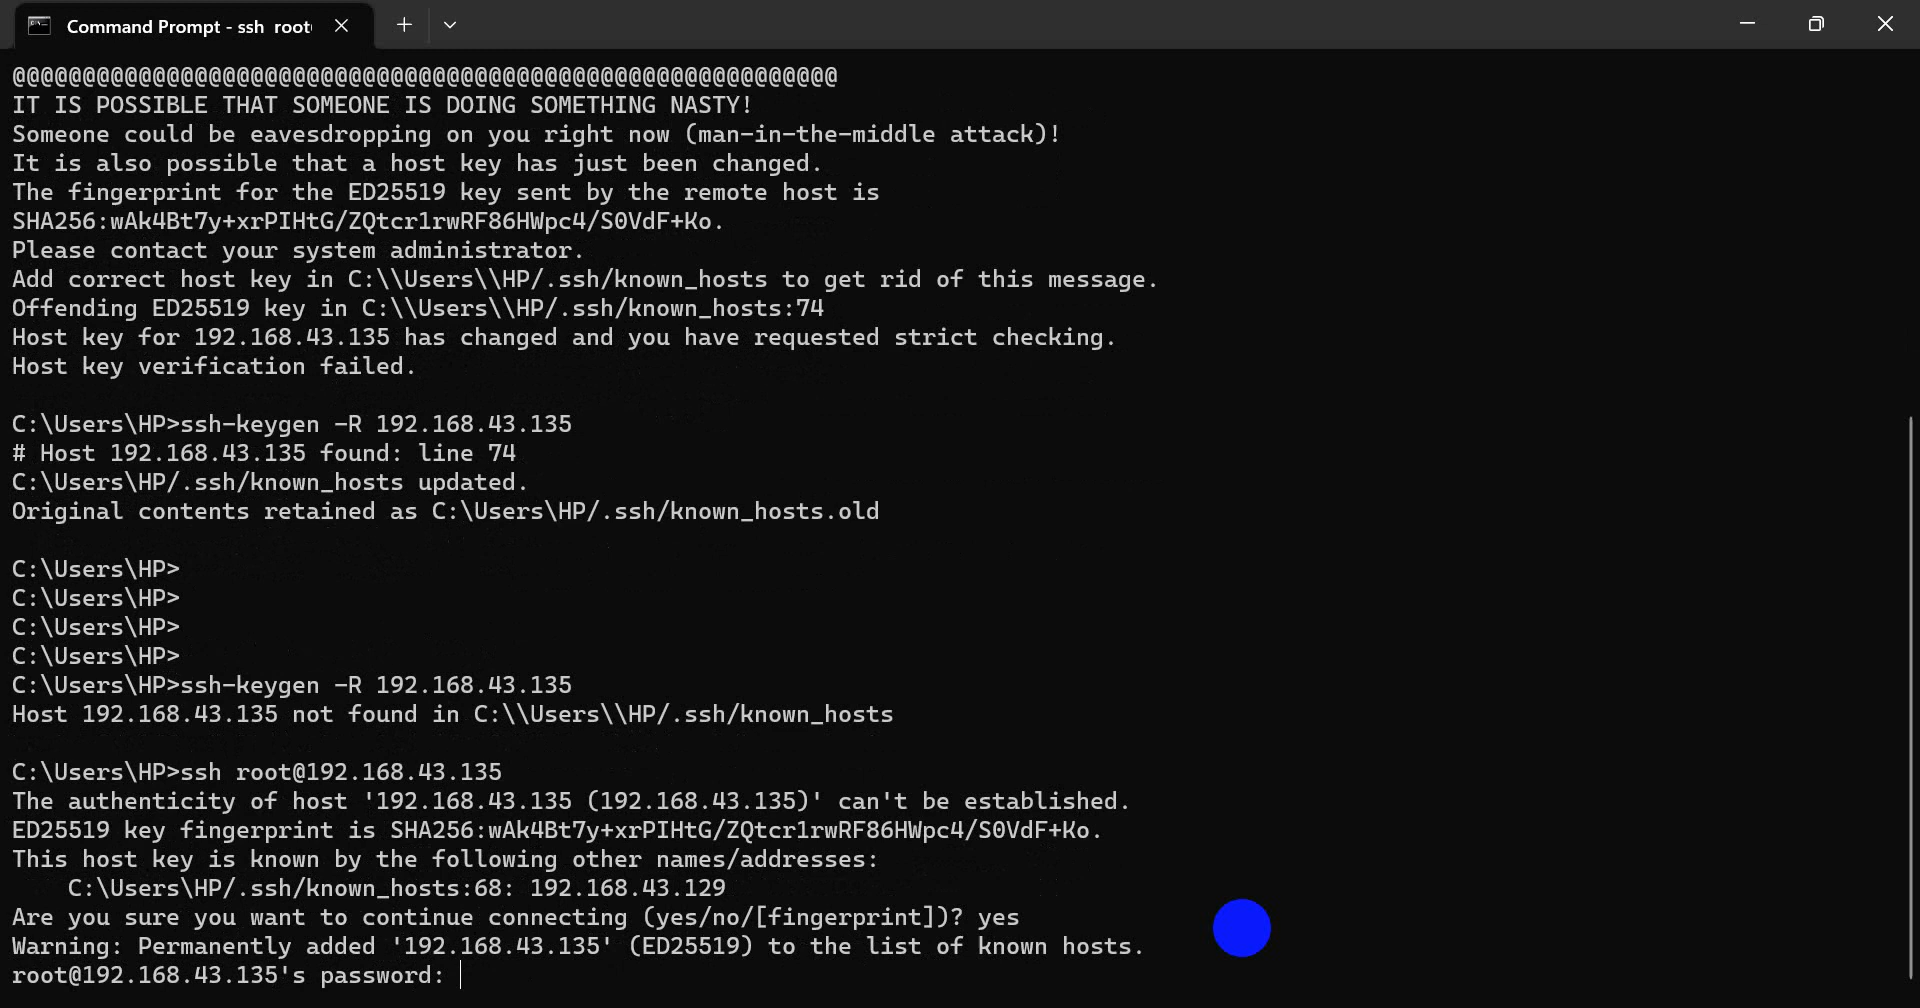 Command Prompt - ssh root
@@@@@@@@@@@@@@@@@@@@@@@@@@@@@@@@@@@@@@@@@@@@@@@@@@@@@@@@@@@
IT IS POSSIBLE THAT SOMEONE IS DOING SOMETHING NASTY!
Someone could be eavesdropping on you right now (man-in-the-middle attack)!
It is also possible that a host key has just been changed.
The fingerprint for the ED25519 key sent by the remote host is
SHA256:wAk4Bt7y+xrPIHtG/ZQtcr1rwRF86HWpc4/S0VdF+Ko.
Please contact your system administrator.
Add correct host key in C:\\Users\\HP/.ssh/known_hosts to get rid of this message.
Offending ED25519 key in C:\\Users\\HP/.ssh/known_hosts:74
Host key for 192.168.43.135 has changed and you have requested strict checking.
Host key verification failed.
C:\Users\HP>ssh-keygen -R 192.168.43.135
# Host 192.168.43.135 found: line 74
C:\Users\HP/.ssh/known_hosts updated.
Original contents retained as C:\Users\HP/.ssh/known_hosts.old
C:\Users\HP>
C:\Users\HP>
C:\Users\HP>
C:\Users\HP>
C:\Users\HP>ssh-keygen -R 192.168.43.135
Host 192.168.43.135 not found in C:\\Users\\HP/.ssh/known_hosts
C:\Users\HP>ssh root@192.168.43.135
The authenticity of host '192.168.43.135 (192.168.43.135)' can't be established.
ED25519 key fingerprint is SHA256:wAk4Bt7y+xrPIHtG/ZQtcr1rwRF86HWpc4/S0VdF+Ko.
This host key is known by the following other names/addresses:
    C:\Users\HP/.ssh/known_hosts:68: 192.168.43.129
Are you sure you want to continue connecting (yes/no/[fingerprint])? yes
Warning: Permanently added '192.168.43.135' (ED25519) to the list of known hosts.
root@192.168.43.135's password: